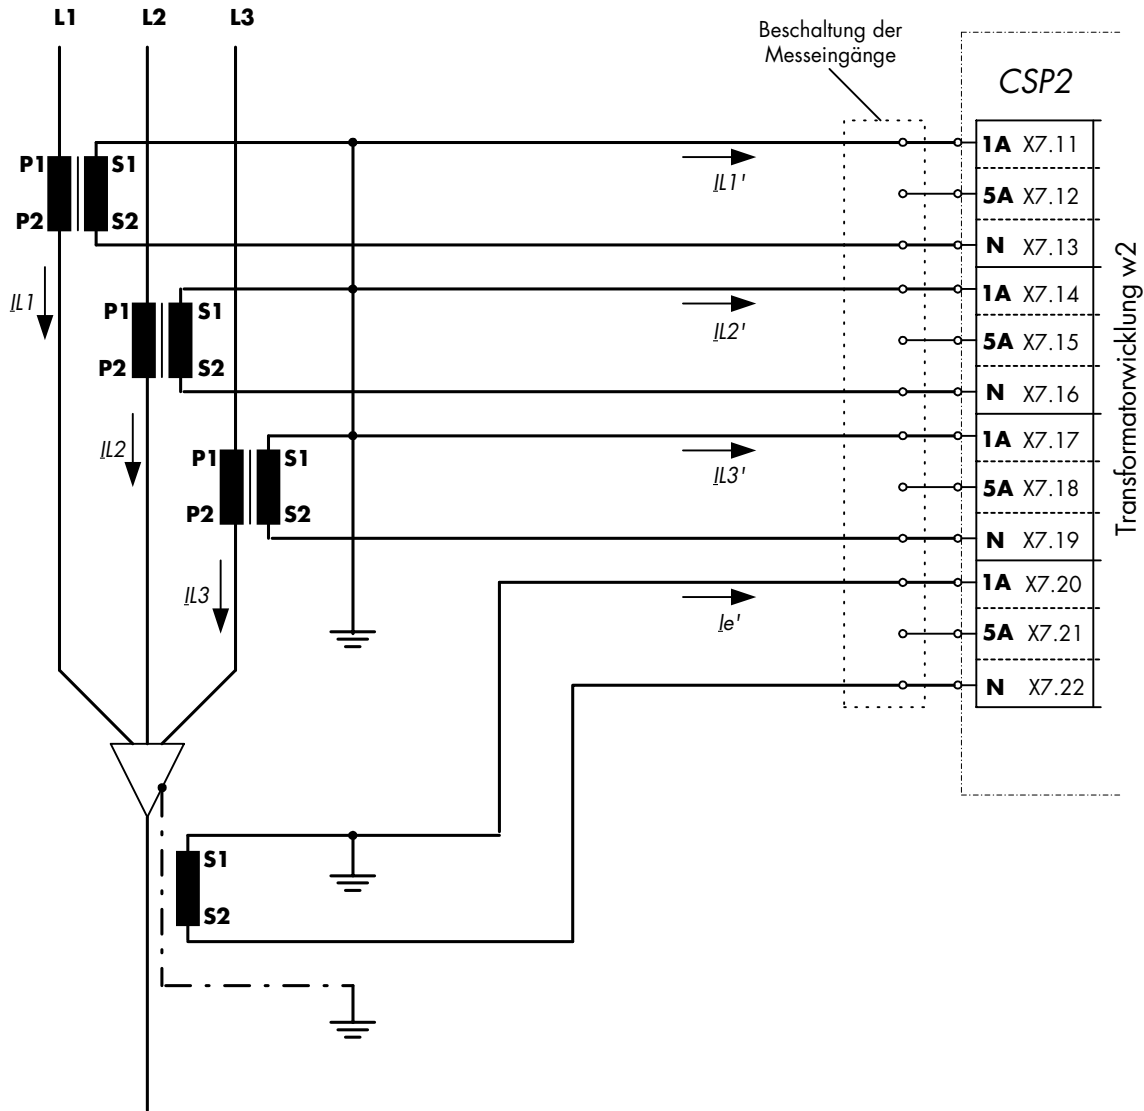 L1 L2 L3
Beschaltung der
Messeingänge
CSP2
P1 S1
P2 S2
IL1
IL1'
1A X7.11
5A X7.12
N X7.13
P1 S1
P2 S2
IL2
IL2'
1A X7.14
5A X7.15
N X7.16
P1 S1
P2 S2
IL3
IL3'
1A X7.17
5A X7.18
N X7.19
Ie'
1A X7.20
5A X7.21
N X7.22
Transformatorwicklung w2
S1
S2